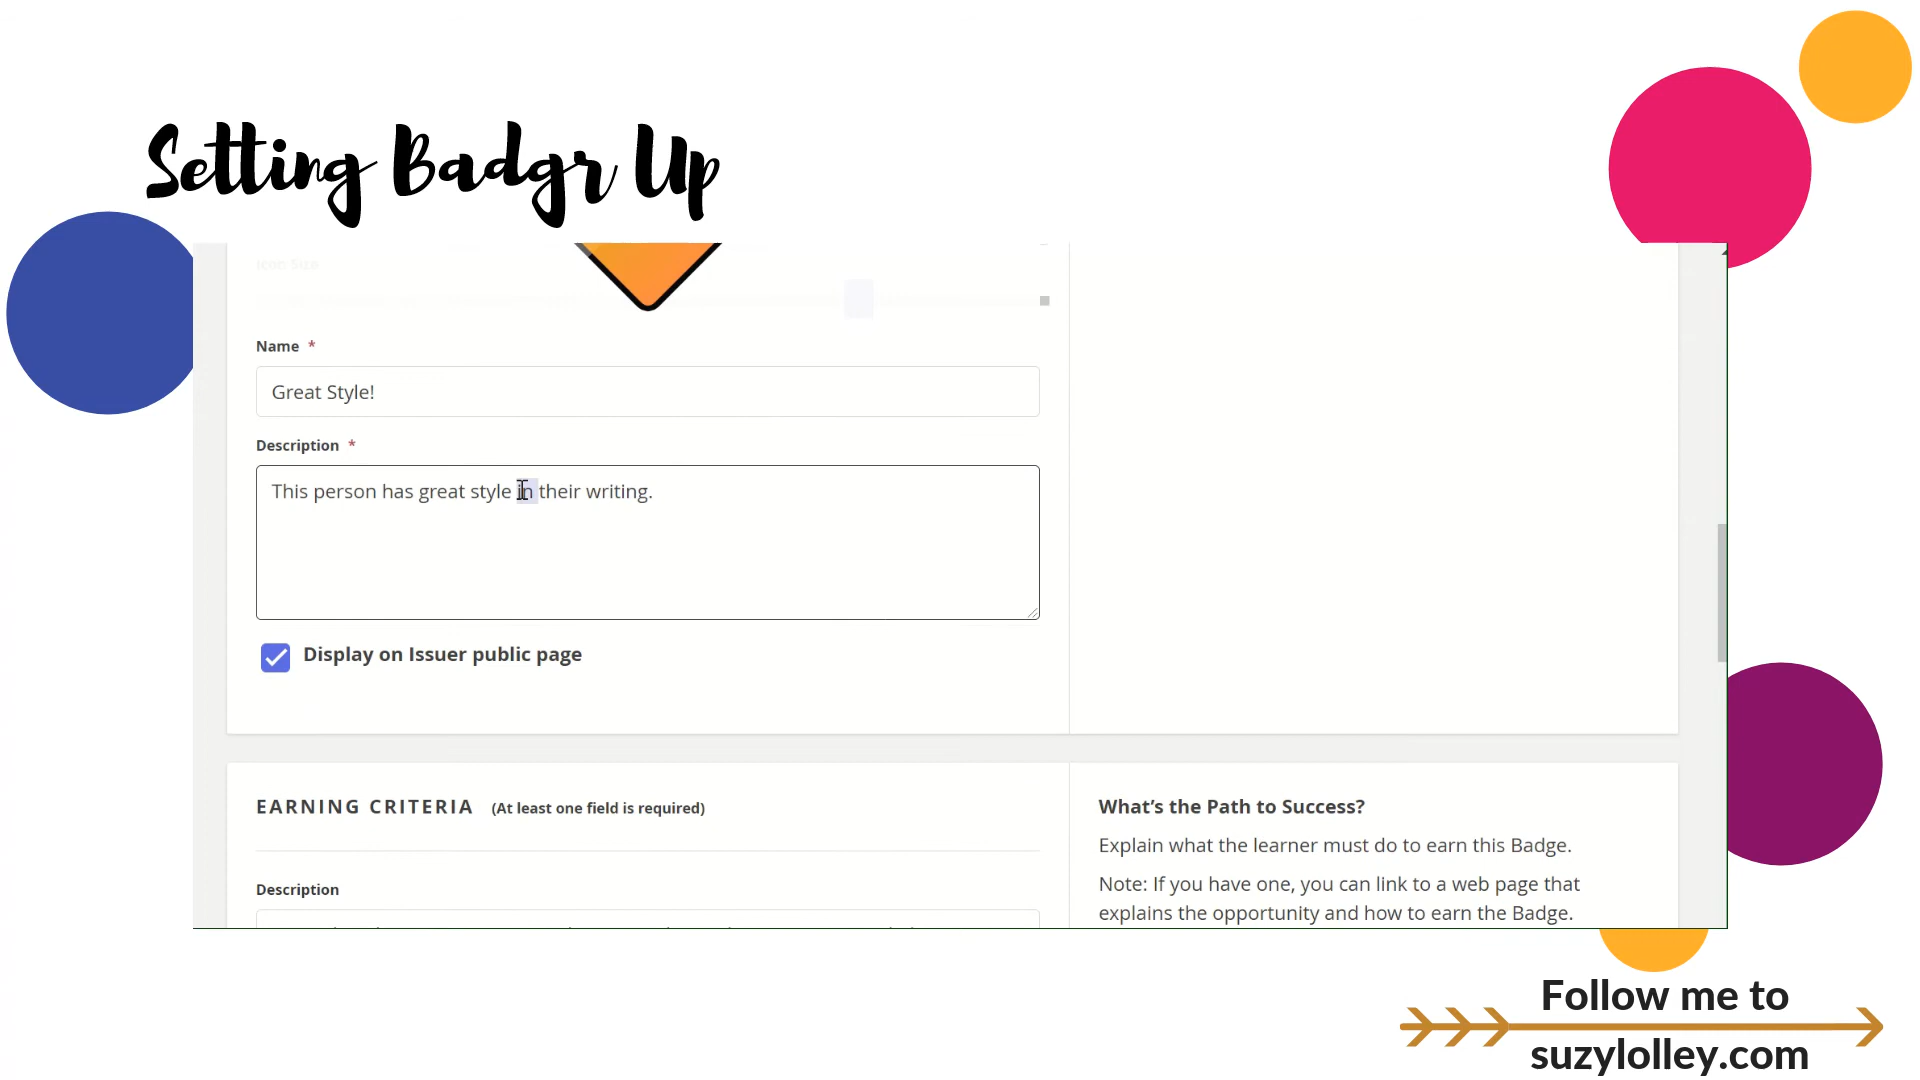 Setting Badgr Up
Icon Size
Name *
Great Style!
Description *
This person has great style in their writing.
Display on Issuer public page
EARNING CRITERIA (At least one field is required)
Description
What's the Path to Success?
Explain what the learner must do to earn this Badge.
Note: If you have one, you can link to a web page that
explains the opportunity and how to earn the Badge.
Follow me to
suzylolley.com